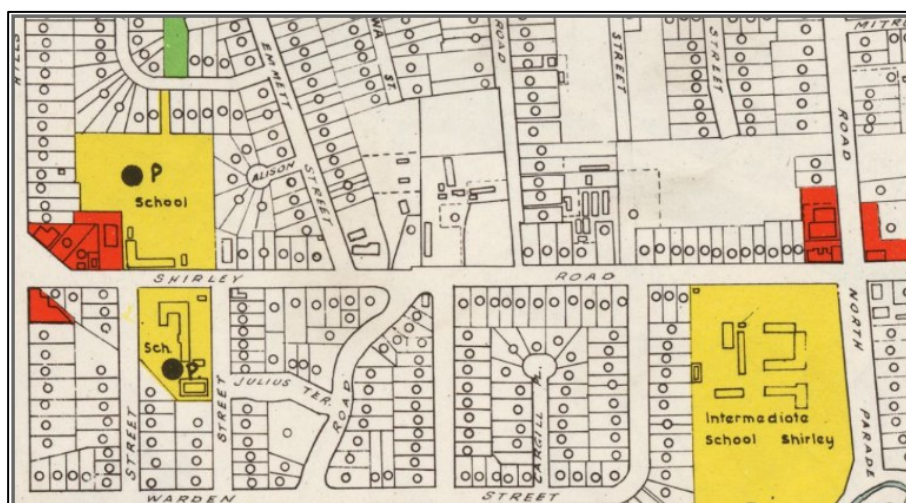 HILLS
EMMETT
STREET
WA
ST.
ROAD
STREET
STREET
MITRE
ROAD
ALISON
P
School
SHIRLEY
ROAD
Sch.
P.
JULIUS TER.
ROAD
STREET
STREET
CARGILL PL.
NORTH
PARADE
Intermediate
School Shirley
WARDEN
STREET